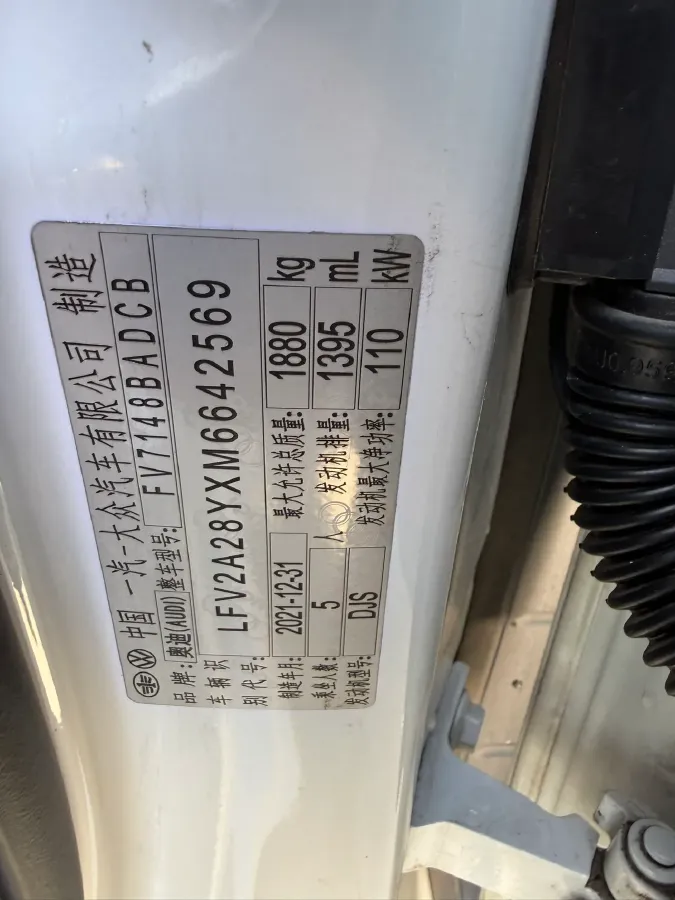 中国 一汽-大众汽车有限公司 制造
品牌: 奥迪(AUDI) 整车型号: FV7148BADCB
车辆识别代号: LFV2A28YXM6642569
制造年月: 2021-12-31 最大允许总质量: 1880 kg
乘坐人数: 5 人 发动机排量: 1395 mL
发动机型号: DJS 发动机最大净功率: 110 kW